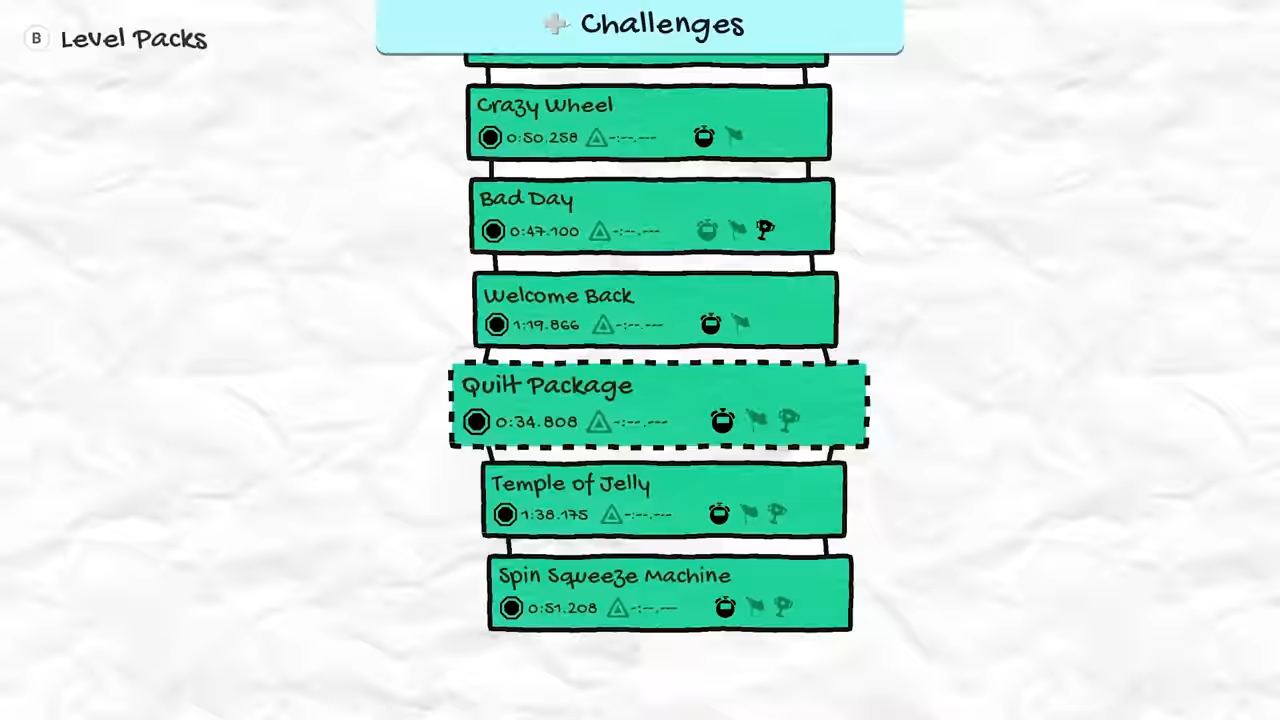 Challenges
B Level Packs
Crazy Wheel
0:50.258 -:--.---
Bad Day
0:47.100 -:--.---
Welcome Back
1:19.866 -:--.---
Quilt Package
0:34.808 -:--.---
Temple of Jelly
1:38.175 -:--.---
Spin Squeeze Machine
0:51.208 -:--.---